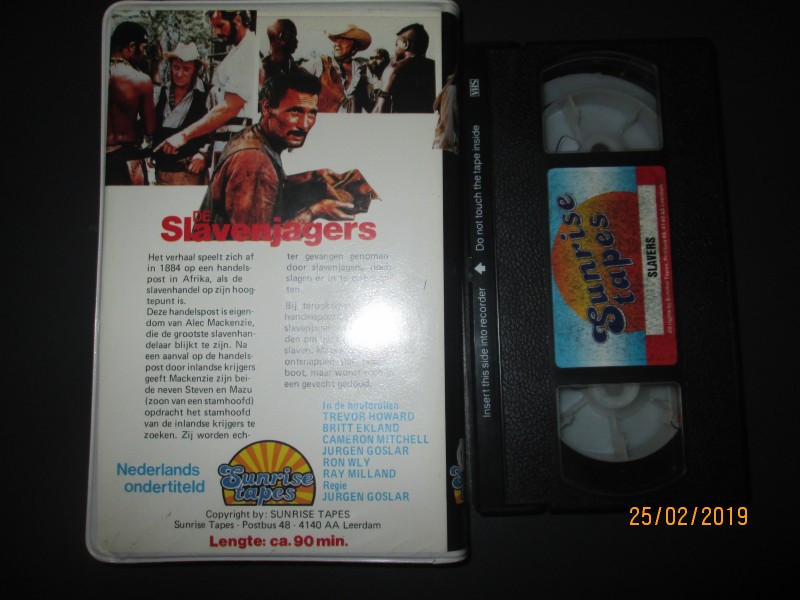 DE
Slavenjagers
Het verhaal speelt zich af
in 1884 op een handels-
post in Afrika, als de
slavenhandel op zijn hoog-
tepunt is.
Deze handelspost is eigen-
dom van Alec Mackenzie,
die de grootste slavenhan-
delaar blijkt te zijn. Na
een aanval op de handels-
post door inlandse krijgers
geeft Mackenzie zijn bei-
de neven Steven en Mazu
(zoon van een stamhoofd)
opdracht het stamhoofd
van de inlandse krijgers te
zoeken. Zij worden ech-
ter gevangen genomen
door slavenjagers,
slagen er in te
ten.
Bij
slaven.
ontsnappen
boot, maar wordt
een gevecht gedood.
In de hoofdrollen
TREVOR HOWARD
BRITT EKLAND
CAMERON MITCHELL
JURGEN GOSLAR
RON WLY
RAY MILLAND
Regie
JURGEN GOSLAR
Nederlands
ondertiteld
Sunrise
tapes
Copyright by: SUNRISE TAPES
Sunrise Tapes - Postbus 48 - 4140 AA Leerdam
Lengte: ca. 90 min.
VHS
Insert this side into recorder Do not touch the tape inside
Sunrise
tapes
SLAVERS
25/02/2019